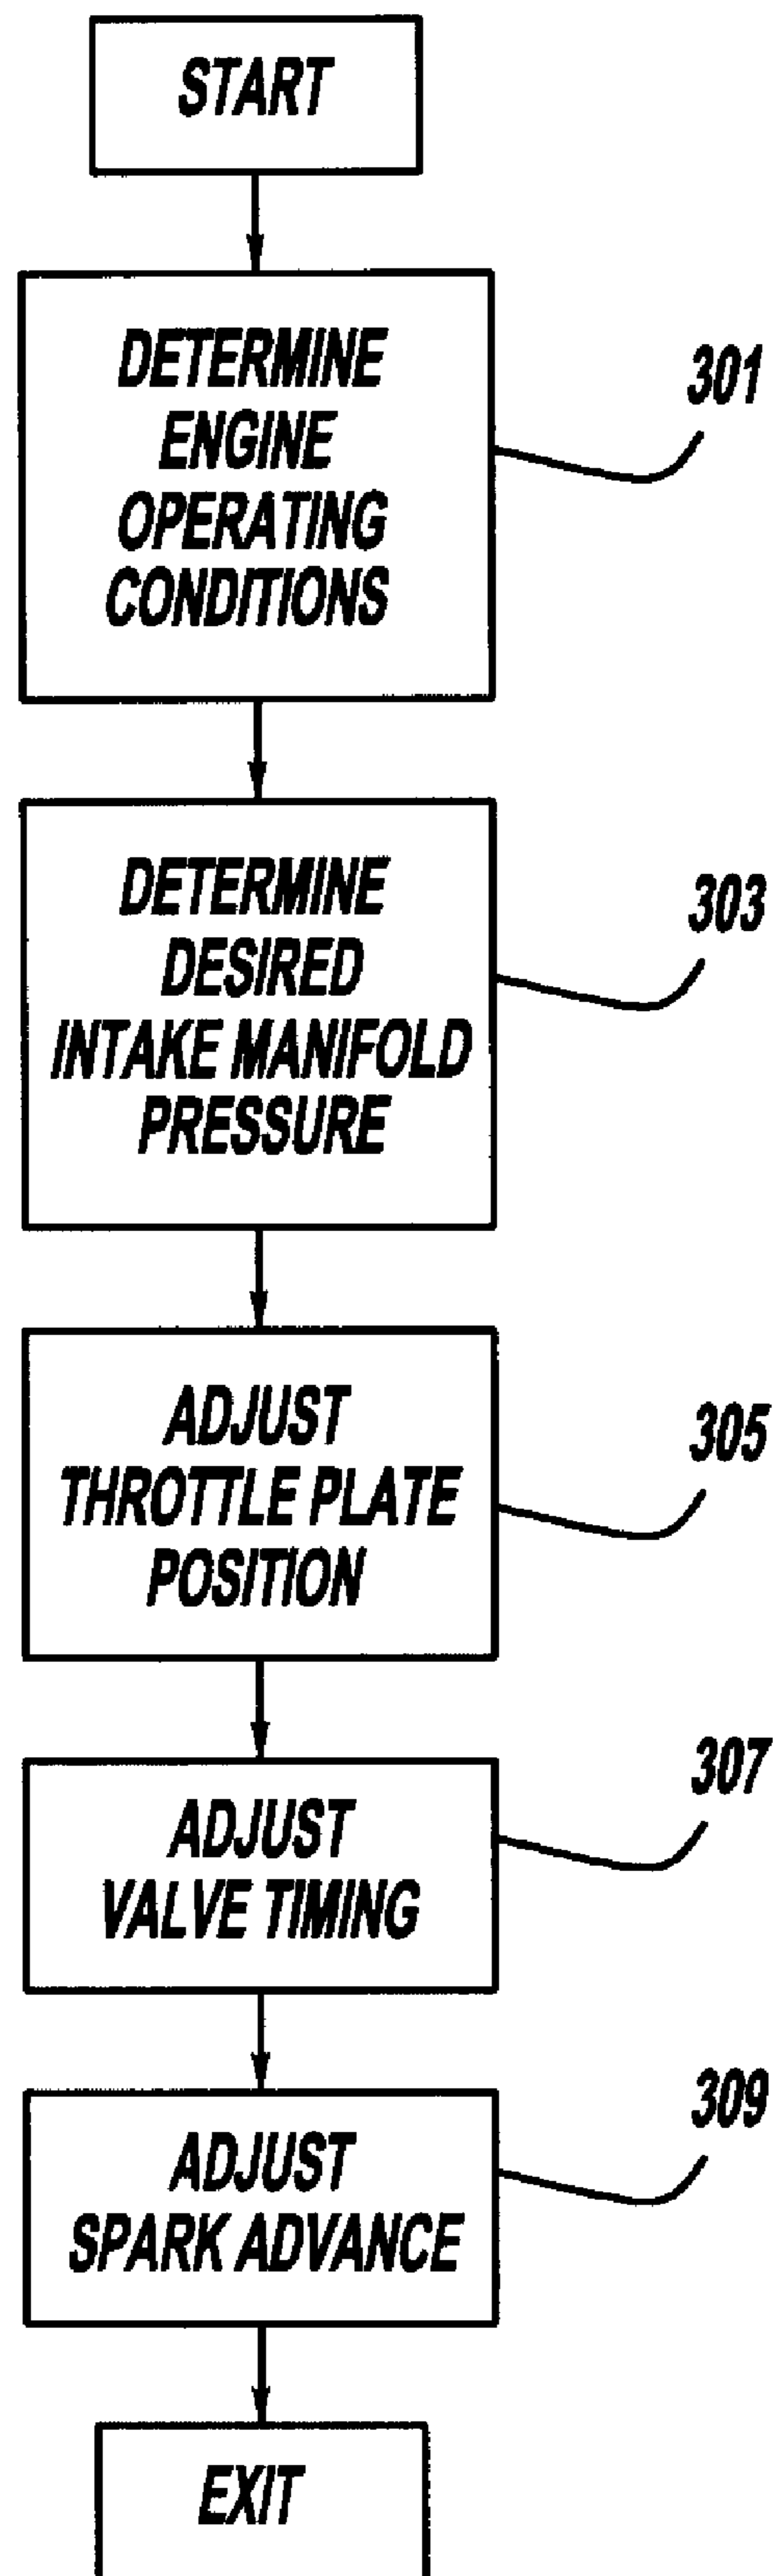 START
DETERMINE
ENGINE
OPERATING
CONDITIONS
301
DETERMINE
DESIRED
INTAKE MANIFOLD
PRESSURE
303
ADJUST
THROTTLE PLATE
POSITION
305
ADJUST
VALVE TIMING
307
ADJUST
SPARK ADVANCE
309
EXIT